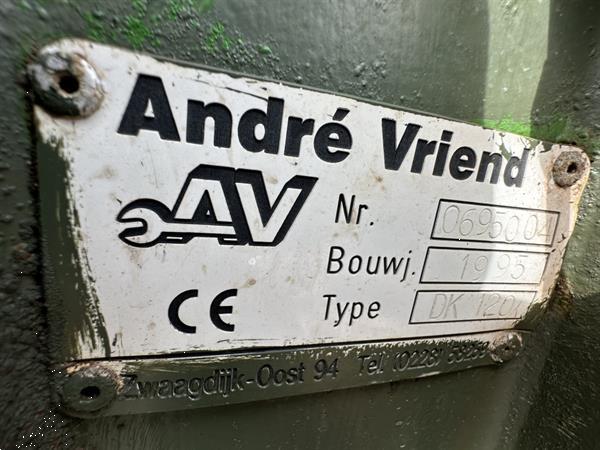 André Vriend
AV
Nr. 0695004
Bouwj. 1995
CE Type DK 120
Zwaagdijk-Oost 94 Tel. (0228)